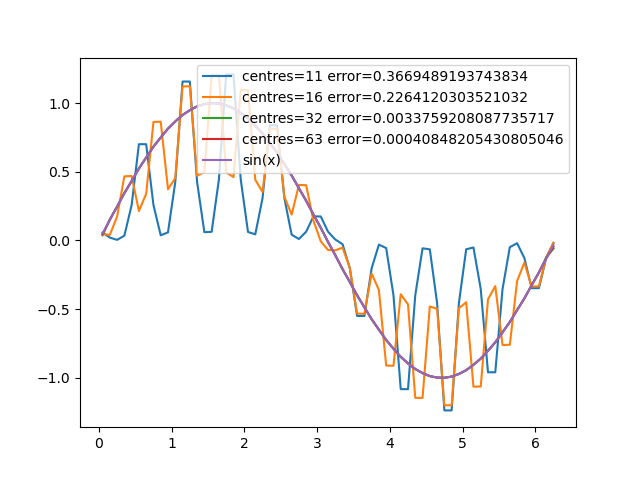 centres=11 error=0.3669489193743834
centres=16 error=0.2264120303521032
centres=32 error=0.0033759208087735717
centres=63 error=0.00040848205430805046
sin(x)
1.0
0.5
0.0
−0.5
−1.0
0 1 2 3 4 5 6